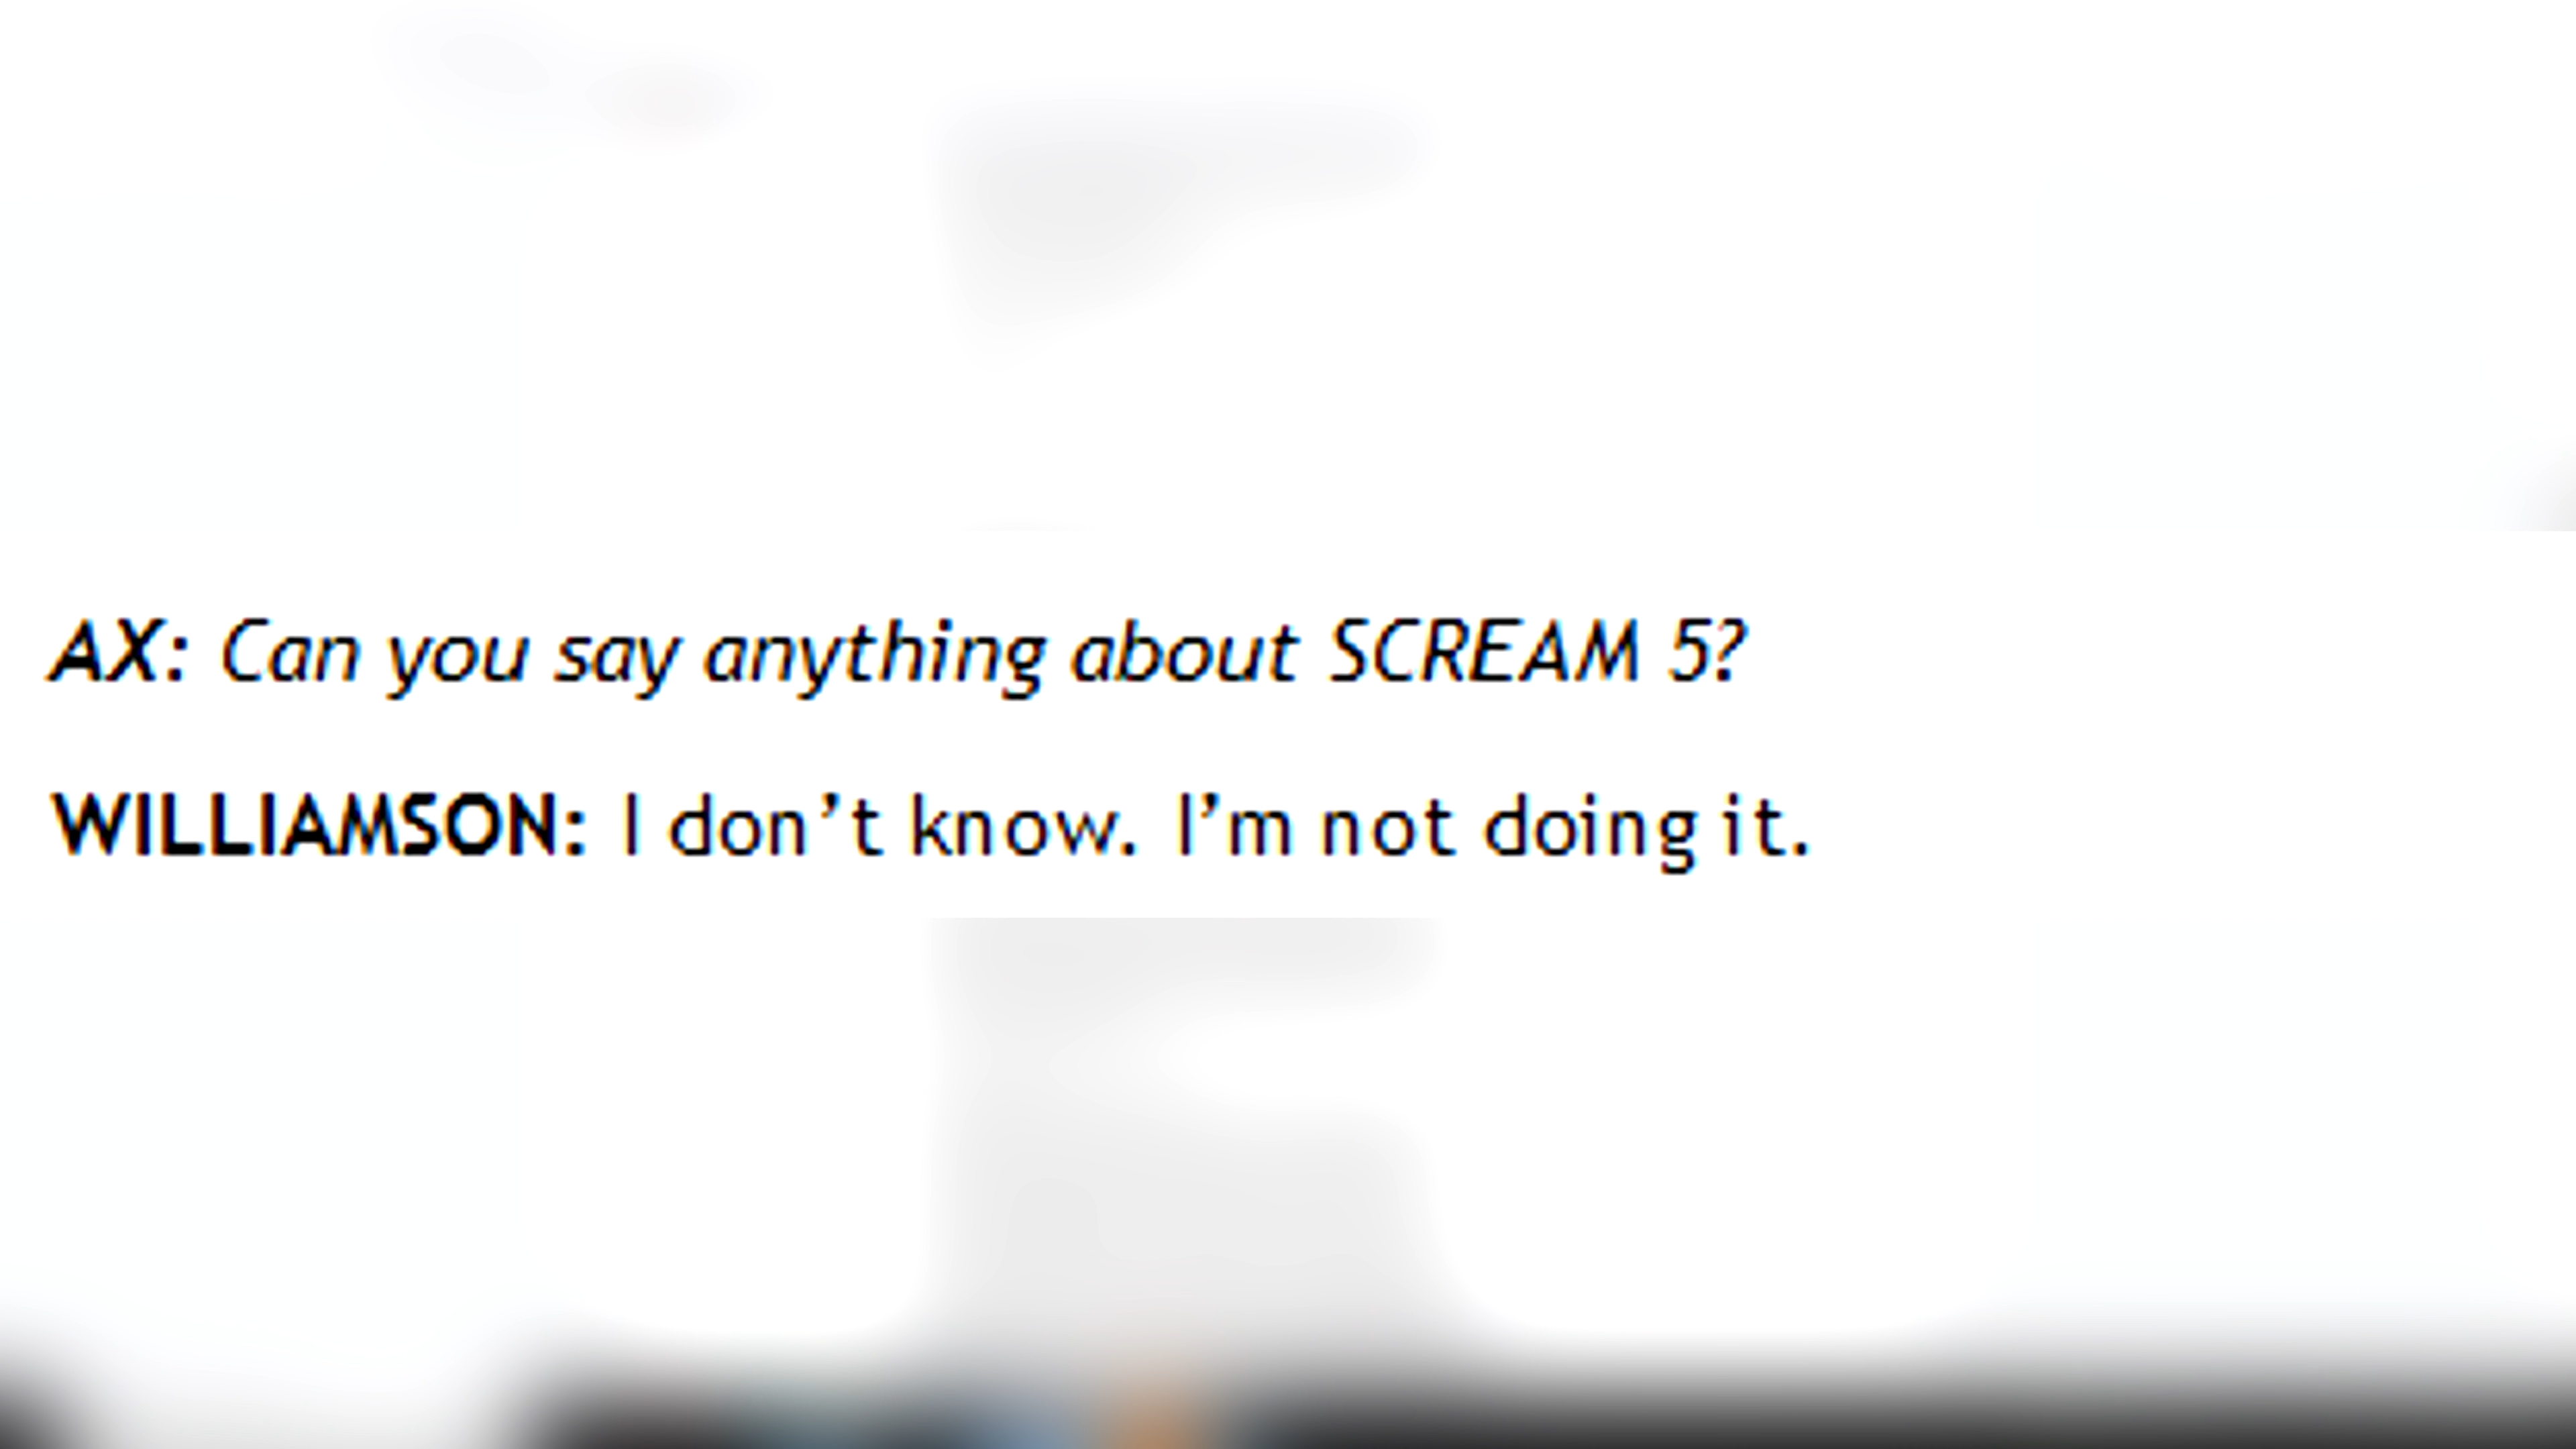 AX: Can you say anything about SCREAM 5?
WILLIAMSON: I don’t know. I’m not doing it.